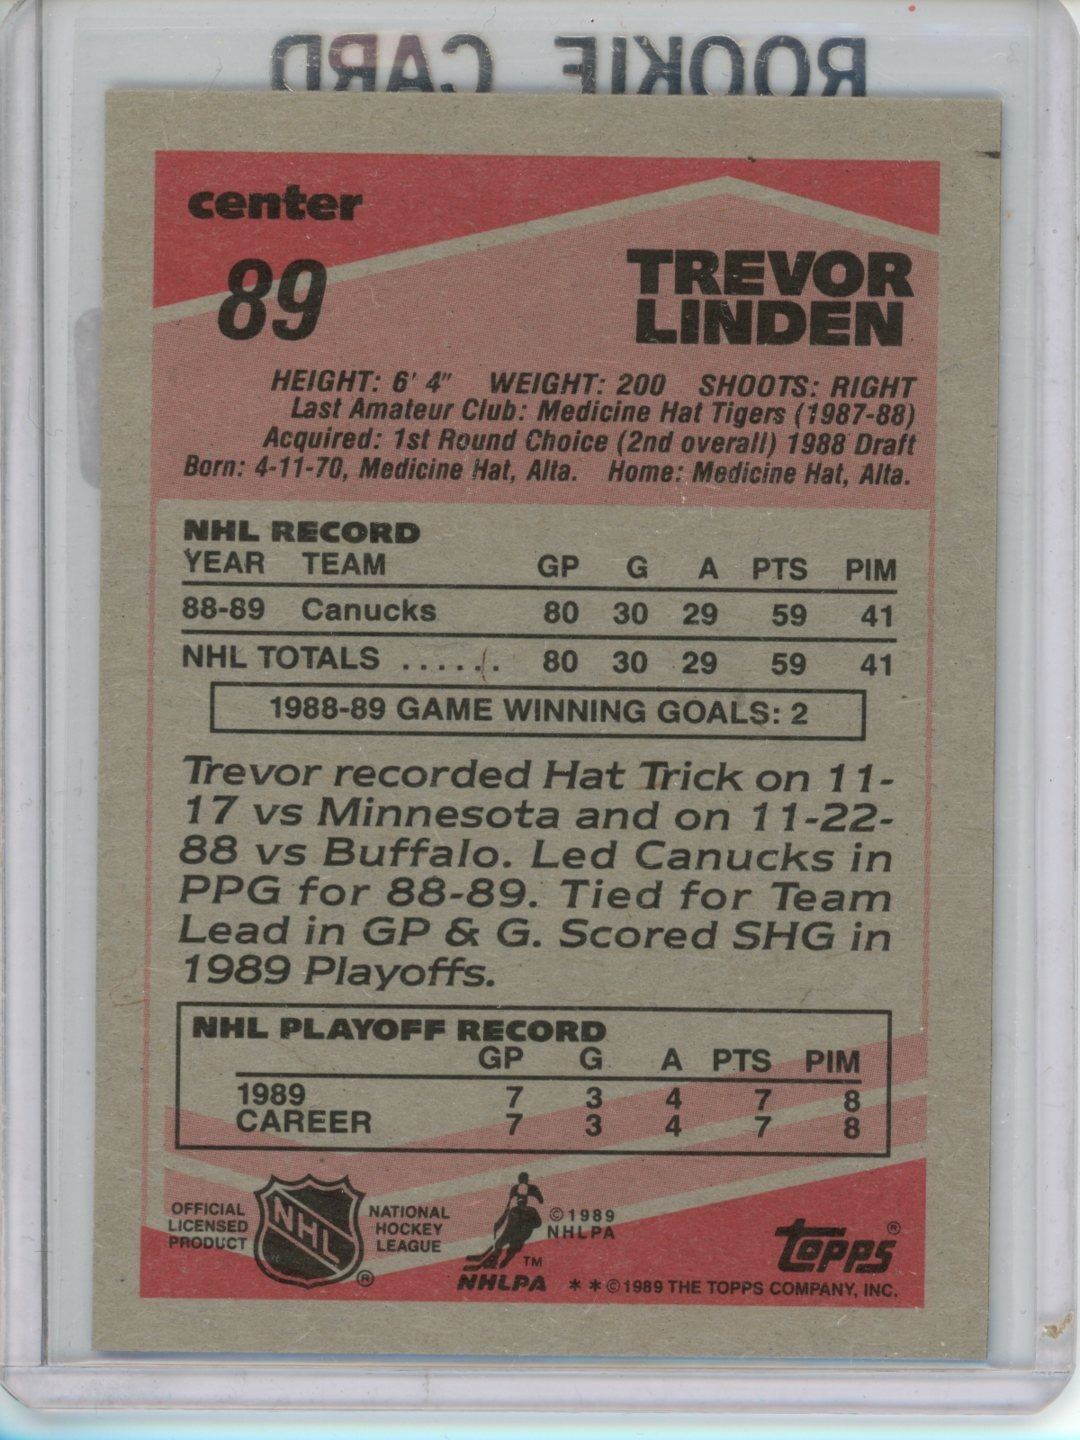 ROOKIE CARD
center
89
TREVOR
LINDEN
HEIGHT: 6' 4" WEIGHT: 200 SHOOTS: RIGHT
Last Amateur Club: Medicine Hat Tigers (1987-88)
Acquired: 1st Round Choice (2nd overall) 1988 Draft
Born: 4-11-70, Medicine Hat, Alta. Home: Medicine Hat, Alta.
NHL RECORD
YEAR TEAM GP G A PTS PIM
88-89 Canucks 80 30 29 59 41
NHL TOTALS ...... 80 30 29 59 41
1988-89 GAME WINNING GOALS: 2
Trevor recorded Hat Trick on 11-
17 vs Minnesota and on 11-22-
88 vs Buffalo. Led Canucks in
PPG for 88-89. Tied for Team
Lead in GP & G. Scored SHG in
1989 Playoffs.
NHL PLAYOFF RECORD
GP G A PTS PIM
1989 7 3 4 7 8
CAREER 7 3 4 7 8
OFFICIAL
LICENSED
PRODUCT
NHL
®
NATIONAL
HOCKEY
LEAGUE
TM
NHLPA
©1989
NHLPA
topps®
**©1989 THE TOPPS COMPANY, INC.